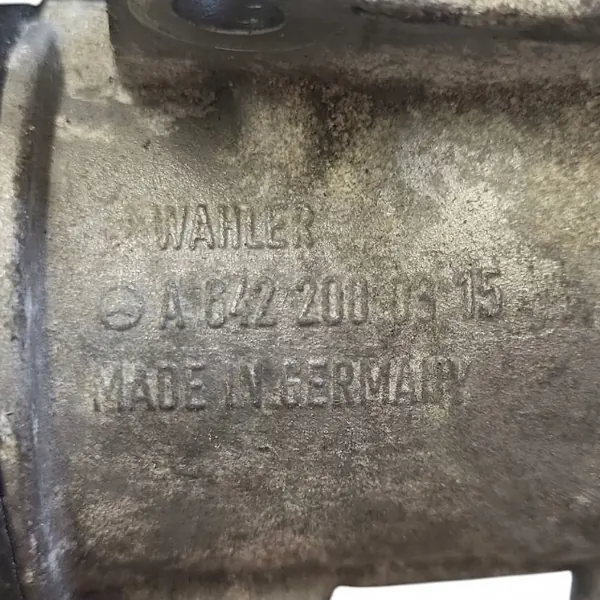 WAHLER
A 642 200 03 15
MADE IN GERMANY